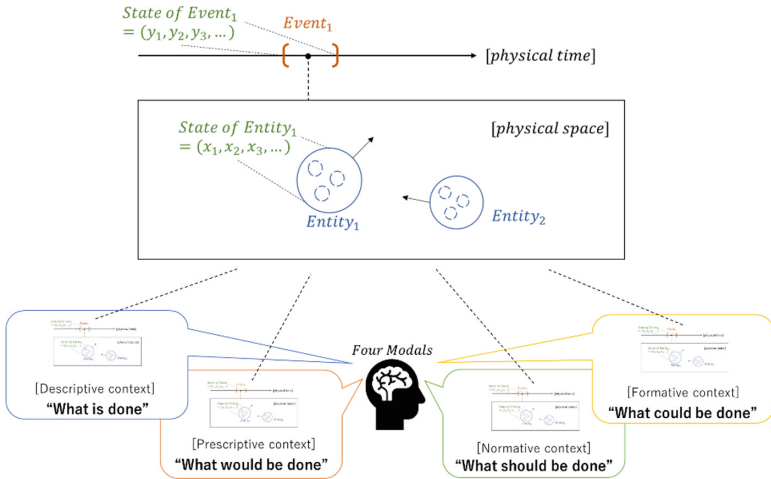 State of Event₁
= (y₁, y₂, y₃, …)
Event₁
[physical time]
State of Entity₁
= (x₁, x₂, x₃, …)
[physical space]
Entity₁
Entity₂
Four Modals
[Descriptive context]
“What is done”
[Prescriptive context]
“What would be done”
[Normative context]
“What should be done”
[Formative context]
“What could be done”